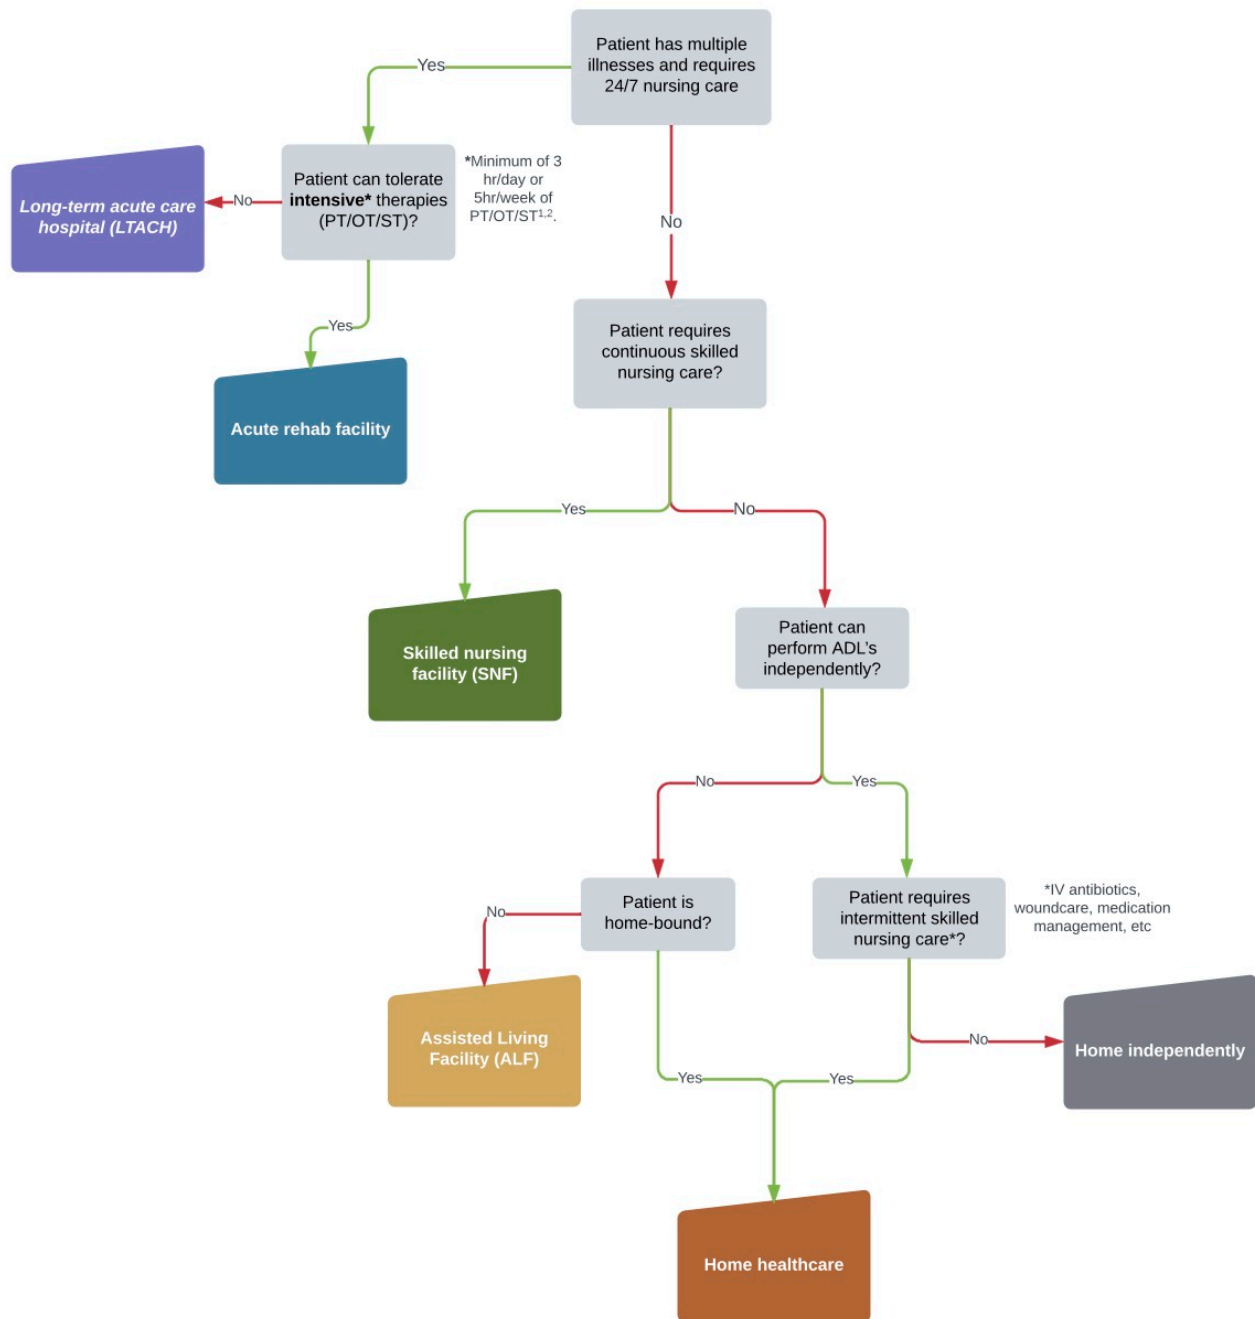 Patient has multiple
illnesses and requires
24/7 nursing care
Yes
No
Patient can tolerate
intensive* therapies
(PT/OT/ST)?
*Minimum of 3
hr/day or
5hr/week of
PT/OT/ST1,2.
No
Long-term acute care
hospital (LTACH)
Yes
Acute rehab facility
Patient requires
continuous skilled
nursing care?
Yes
No
Skilled nursing
facility (SNF)
Patient can
perform ADL's
independently?
No
Yes
Patient is
home-bound?
Patient requires
intermittent skilled
nursing care*?
*IV antibiotics,
woundcare, medication
management, etc
No
Assisted Living
Facility (ALF)
No
Home independently
Yes
Yes
Home healthcare